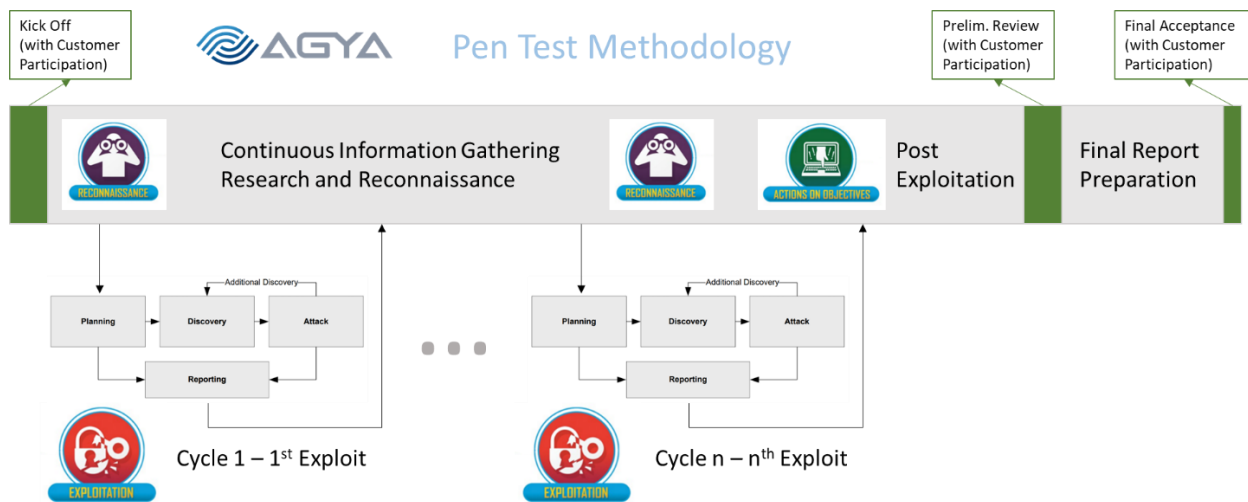 Kick Off
(with Customer
Participation)
AGYA
Pen Test Methodology
Prelim. Review
(with Customer
Participation)
Final Acceptance
(with Customer
Participation)
RECONNAISSANCE
Continuous Information Gathering
Research and Reconnaissance
RECONNAISSANCE
ACTIONS ON OBJECTIVES
Post
Exploitation
Final Report
Preparation
Additional Discovery
Planning
Discovery
Attack
Reporting
Additional Discovery
Planning
Discovery
Attack
Reporting
EXPLOITATION
Cycle 1 – 1st Exploit
EXPLOITATION
Cycle n – nth Exploit